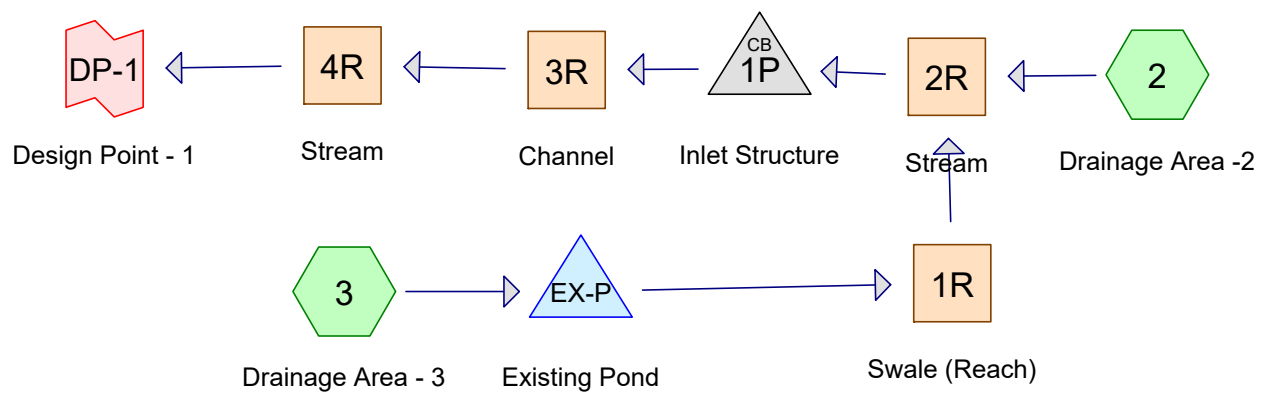 DP-1
4R
3R
CB
1P
2R
2
Design Point - 1
Stream
Channel
Inlet Structure
Stream
Drainage Area -2
3
EX-P
1R
Drainage Area - 3
Existing Pond
Swale (Reach)